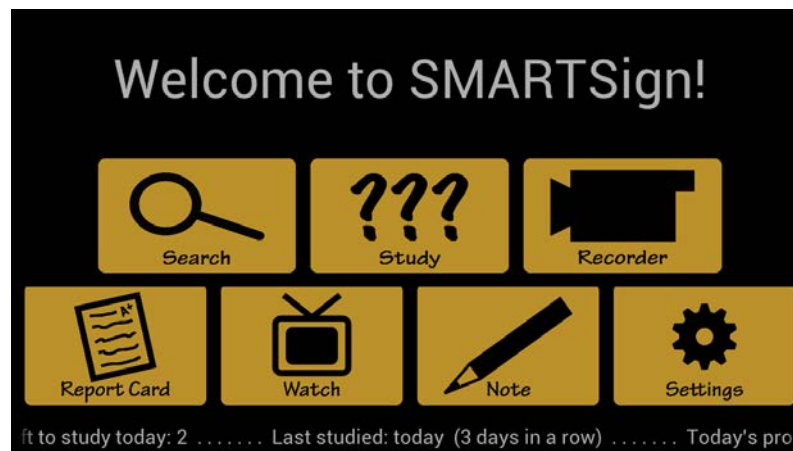 Welcome to SMARTSign!
???
Search Study Recorder
A+
Report Card Watch Note Settings
ft to study today: 2 ....... Last studied: today (3 days in a row) ....... Today's pro